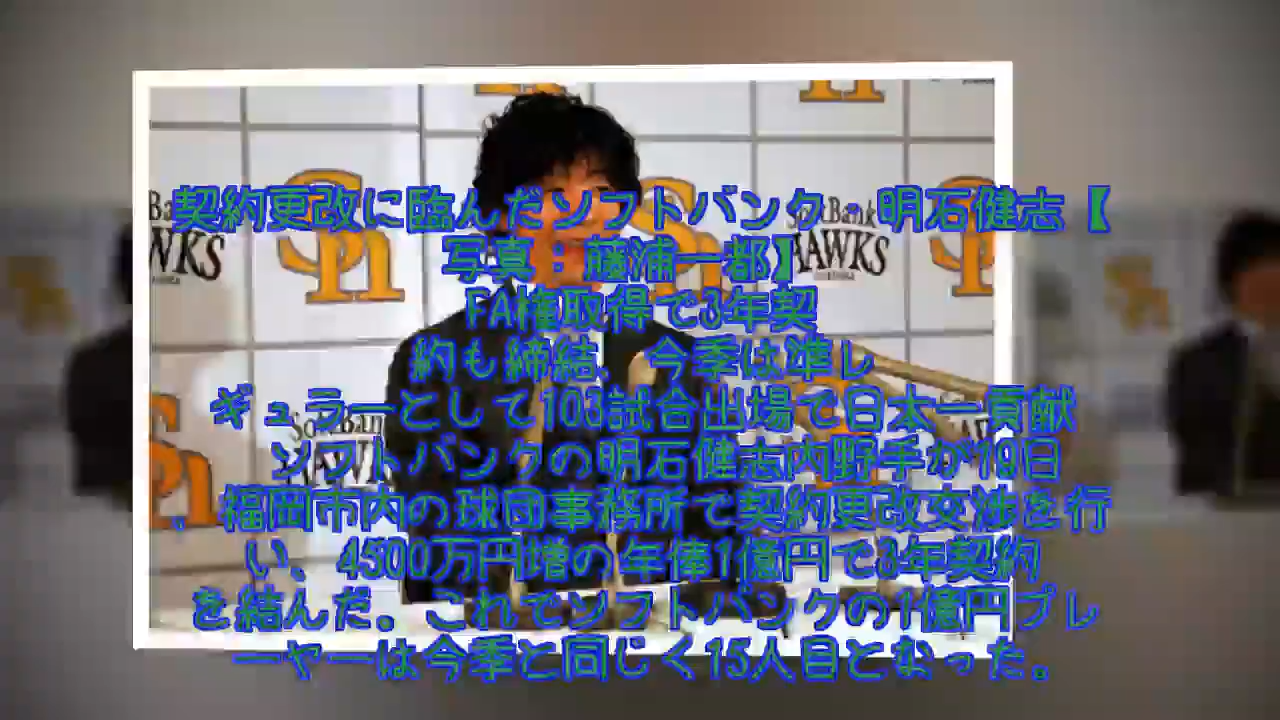 契約更改に臨んだソフトバンク・明石健志【
写真:藤浦一都】
FA権取得で3年契
約も締結、今季は準レ
ギュラーとして103試合出場で日本一貢献
ソフトバンクの明石健志内野手が19日
、福岡市内の球団事務所で契約更改交渉を行
い、4500万円増の年俸1億円で3年契約
を結んだ。これでソフトバンクの1億円プレ
ーヤーは今季と同じく15人目となった。
SoftBank
HAWKS